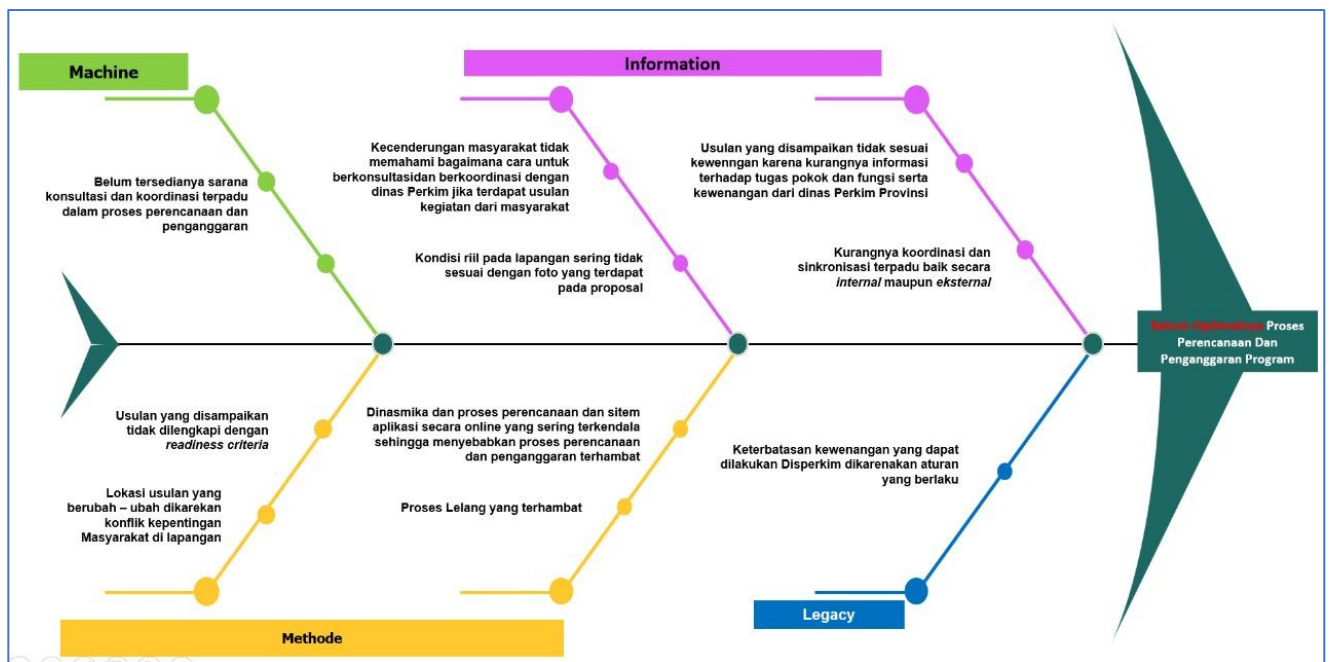 Machine
Information
Belum tersedianya sarana
konsultasi dan koordinasi terpadu
dalam proses perencanaan dan
penganggaran
Kecenderungan masyarakat tidak
memahami bagaimana cara untuk
berkonsultasidan berkoordinasi dengan
dinas Perkim jika terdapat usulan
kegiatan dari masyarakat
Kondisi riil pada lapangan sering tidak
sesuai dengan foto yang terdapat
pada proposal
Usulan yang disampaikan tidak sesuai
kewenngan karena kurangnya informasi
terhadap tugas pokok dan fungsi serta
kewenangan dari dinas Perkim Provinsi
Kurangnya koordinasi dan
sinkronisasi terpadu baik secara
internal maupun eksternal
Belum Optimalnya Proses
Perencanaan Dan
Penganggaran Program
Usulan yang disampaikan
tidak dilengkapi dengan
readiness criteria
Lokasi usulan yang
berubah – ubah dikarekan
konflik kepentingan
Masyarakat di lapangan
Dinasmika dan proses perencanaan dan sitem
aplikasi secara online yang sering terkendala
sehingga menyebabkan proses perencanaan
dan penganggaran terhambat
Proses Lelang yang terhambat
Keterbatasan kewenangan yang dapat
dilakukan Disperkim dikarenakan aturan
yang berlaku
Methode
Legacy